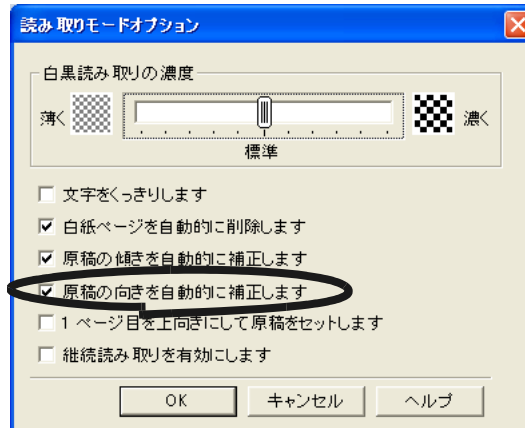 読み取りモードオプション
白黒読み取りの濃度
薄く 濃く
標準
文字をくっきりします
白紙ページを自動的に削除します
原稿の傾きを自動的に補正します
原稿の向きを自動的に補正します
1 ページ目を上向きにして原稿をセットします
継続読み取りを有効にします
OK キャンセル ヘルプ